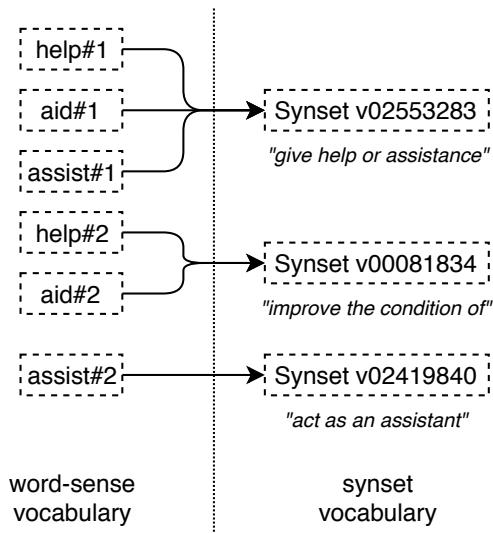 help#1
aid#1
assist#1
help#2
aid#2
assist#2
word-sense
vocabulary
Synset v02553283
"give help or assistance"
Synset v00081834
"improve the condition of"
Synset v02419840
"act as an assistant"
synset
vocabulary